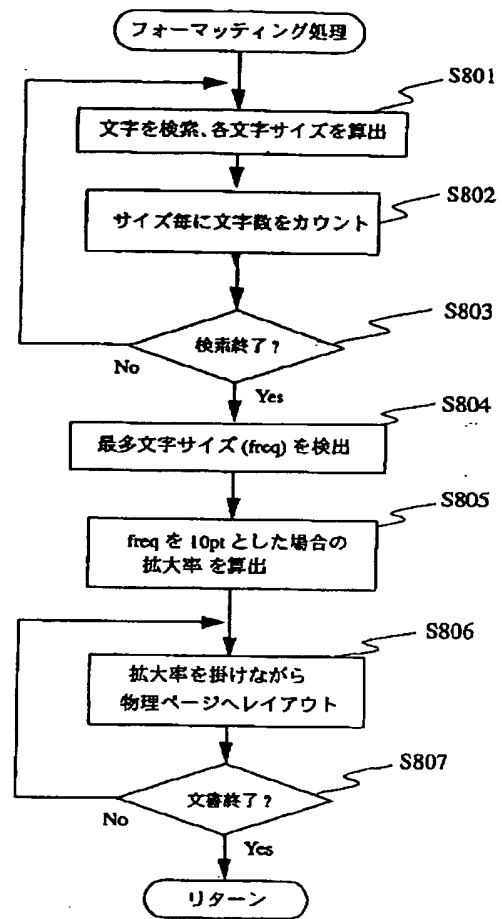 フォーマッティング処理
S801
文字を検索、各文字サイズを算出
S802
サイズ毎に文字数をカウント
S803
検索終了？
No
Yes
S804
最多文字サイズ (freq) を検出
S805
freq を 10pt とした場合の
拡大率 を算出
S806
拡大率を掛けながら
物理ページへレイアウト
S807
文書終了？
No
Yes
リターン